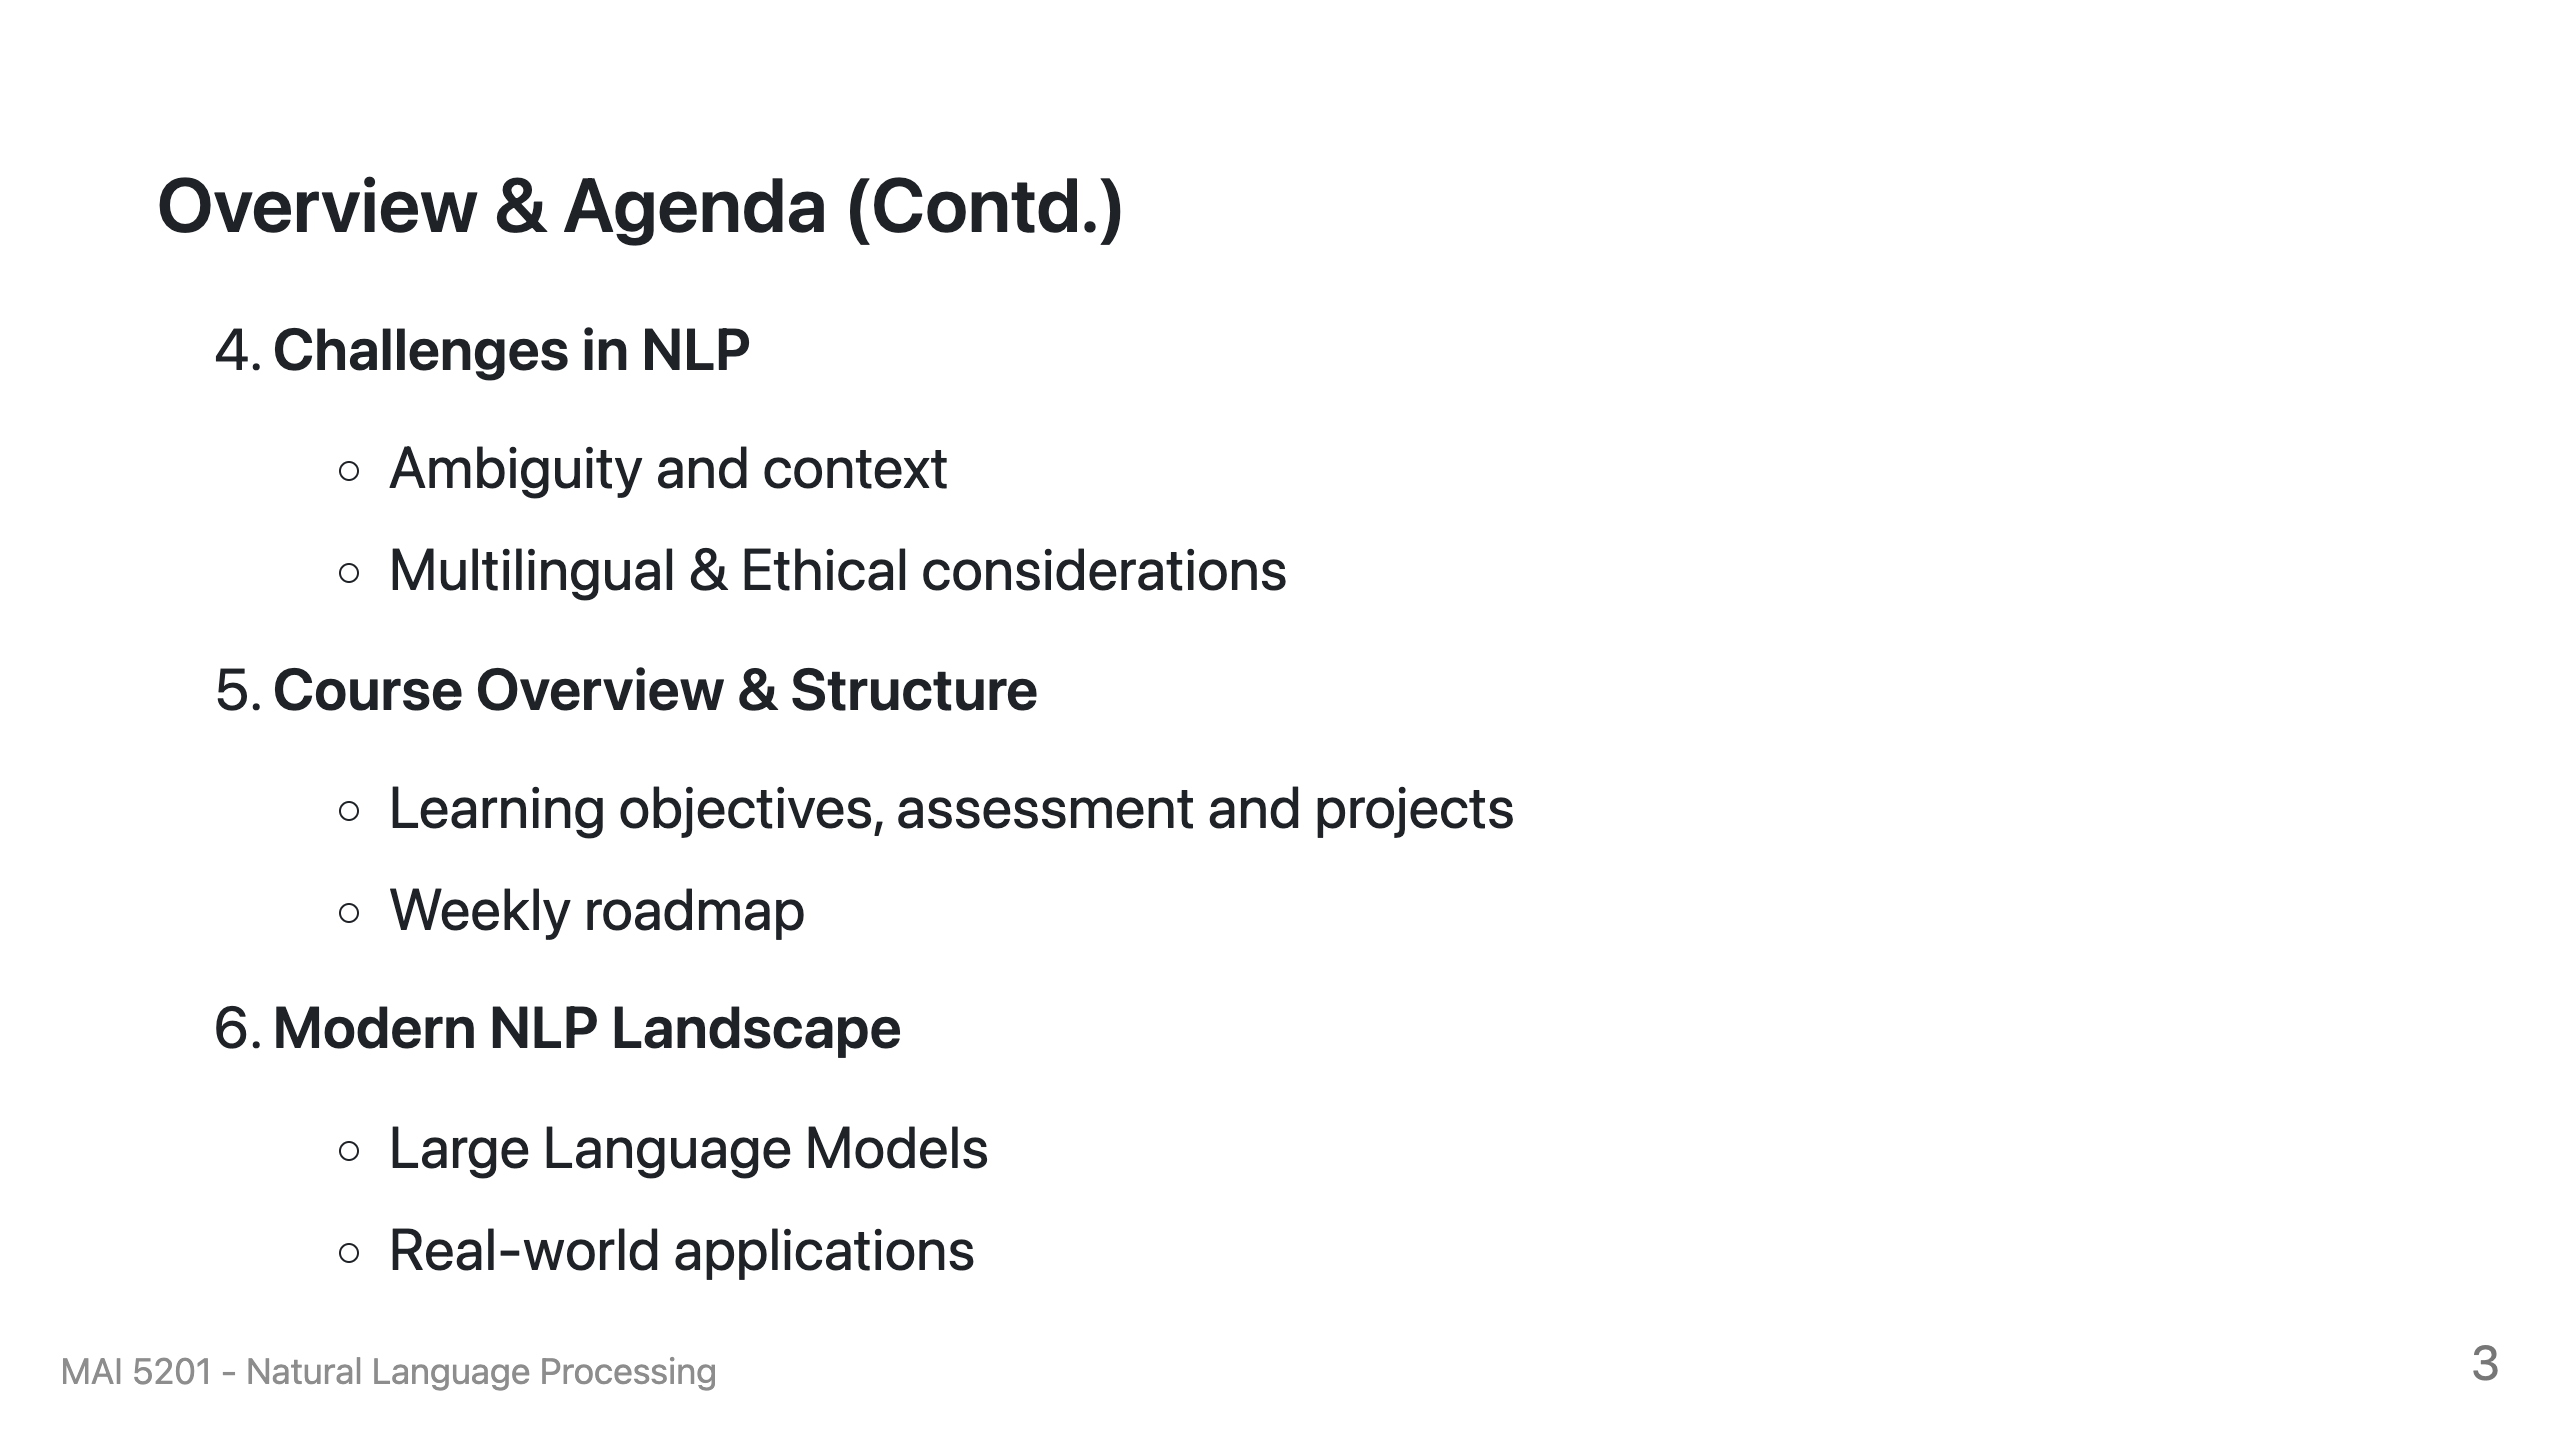 Overview & Agenda (Contd.)
4. Challenges in NLP
○ Ambiguity and context
○ Multilingual & Ethical considerations
5. Course Overview & Structure
○ Learning objectives, assessment and projects
○ Weekly roadmap
6. Modern NLP Landscape
○ Large Language Models
○ Real-world applications
MAI 5201 - Natural Language Processing
3